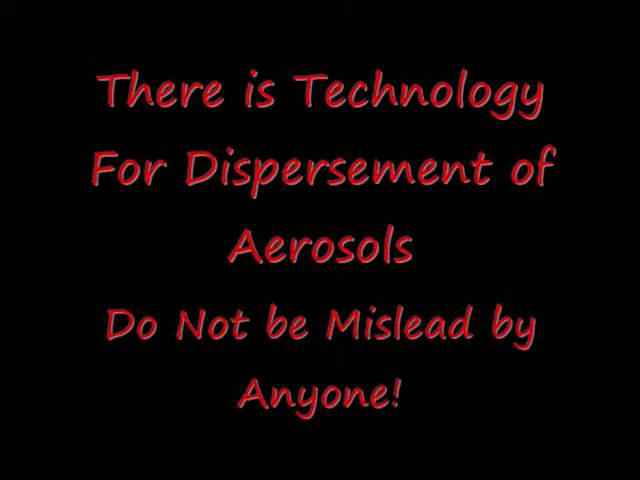 There is Technology
For Dispersement of
Aerosols
Do Not be Mislead by
Anyone!